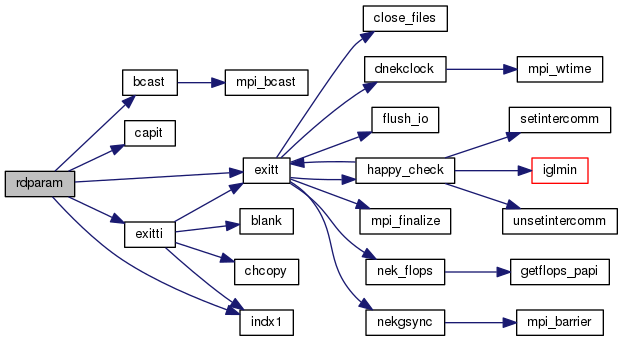 close_files
bcast
mpi_bcast
dnekclock
mpi_wtime
capit
flush_io
setintercomm
rdparam
exitt
happy_check
iglmin
exitti
blank
mpi_finalize
unsetintercomm
chcopy
nek_flops
getflops_papi
indx1
nekgsync
mpi_barrier